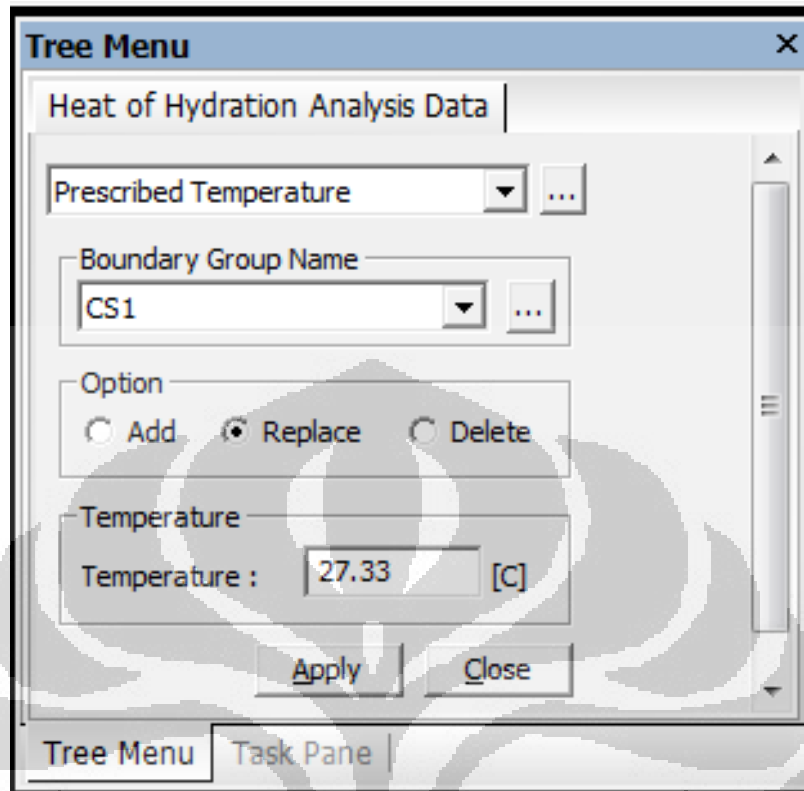 Tree Menu
Heat of Hydration Analysis Data
Prescribed Temperature ...
Boundary Group Name
CS1 ...
Option
Add Replace Delete
Temperature
Temperature : 27.33 [C]
Apply Close
Tree Menu Task Pane